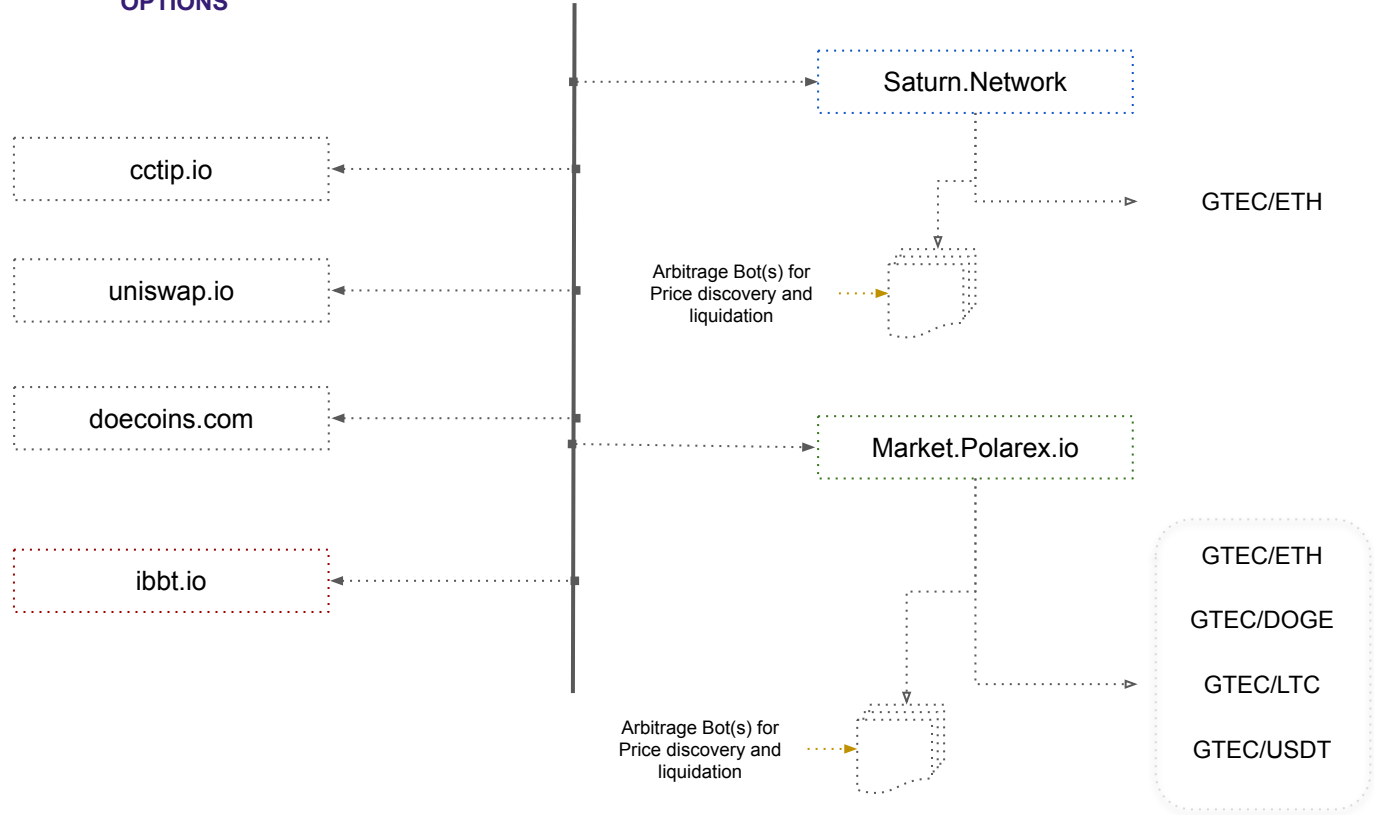 OPTIONS
Saturn.Network
cctip.io
GTEC/ETH
Arbitrage Bot(s) for
Price discovery and
liquidation
uniswap.io
doecoins.com
Market.Polarex.io
ibbt.io
GTEC/ETH
GTEC/DOGE
GTEC/LTC
Arbitrage Bot(s) for
Price discovery and
liquidation
GTEC/USDT